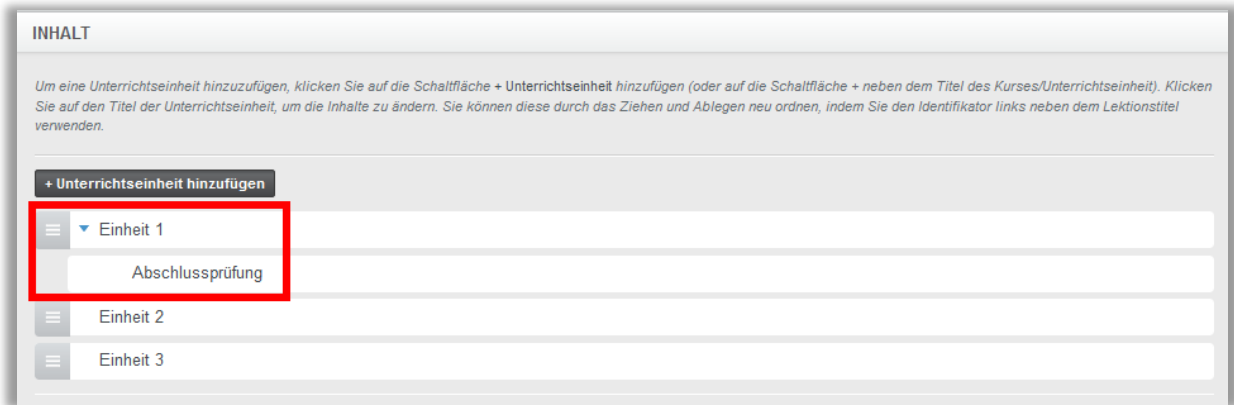 INHALT
Um eine Unterrichtseinheit hinzuzufügen, klicken Sie auf die Schaltfläche + Unterrichtseinheit hinzufügen (oder auf die Schaltfläche + neben dem Titel des Kurses/Unterrichtseinheit). Klicken
Sie auf den Titel der Unterrichtseinheit, um die Inhalte zu ändern. Sie können diese durch das Ziehen und Ablegen neu ordnen, indem Sie den Identifikator links neben dem Lektionstitel
verwenden.
+ Unterrichtseinheit hinzufügen
Einheit 1
Abschlussprüfung
Einheit 2
Einheit 3